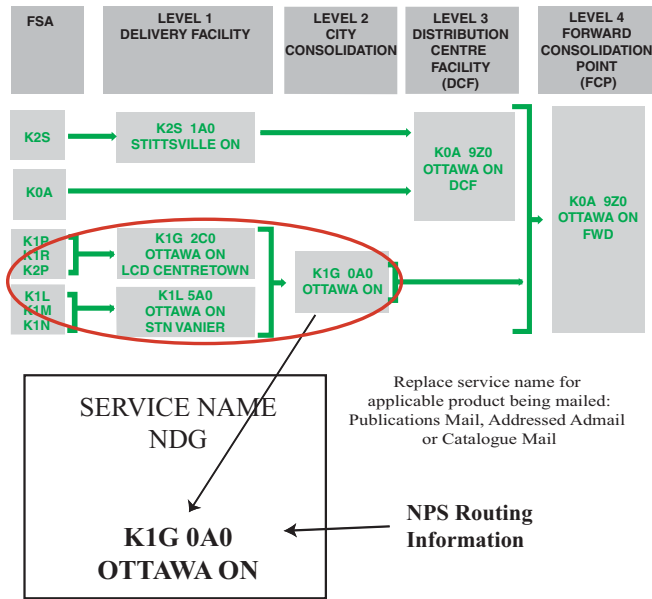 FSA
LEVEL 1
DELIVERY FACILITY
LEVEL 2
CITY
CONSOLIDATION
LEVEL 3
DISTRIBUTION
CENTRE
FACILITY
(DCF)
LEVEL 4
FORWARD
CONSOLIDATION
POINT
(FCP)
K2S
K2S 1A0
STITTSVILLE ON
K0A
K0A 9Z0
OTTAWA ON
DCF
K0A 9Z0
OTTAWA ON
FWD
K1P
K1R
K2P
K1G 2C0
OTTAWA ON
LCD CENTRETOWN
K1L
K1M
K1N
K1L 5A0
OTTAWA ON
STN VANIER
K1G 0A0
OTTAWA ON
SERVICE NAME
NDG
K1G 0A0
OTTAWA ON
Replace service name for
applicable product being mailed:
Publications Mail, Addressed Admail
or Catalogue Mail
NPS Routing
Information